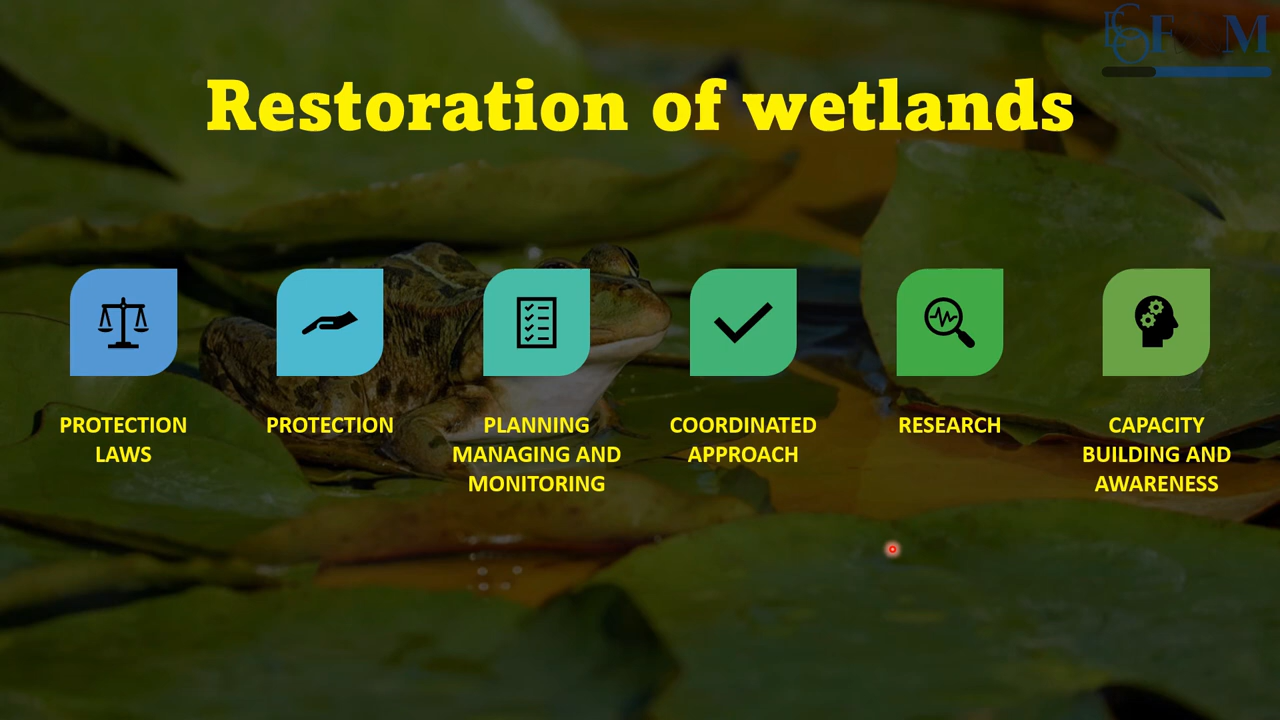 Restoration of wetlands
PROTECTION
LAWS
PROTECTION
PLANNING
MANAGING AND
MONITORING
COORDINATED
APPROACH
RESEARCH
CAPACITY
BUILDING AND
AWARENESS